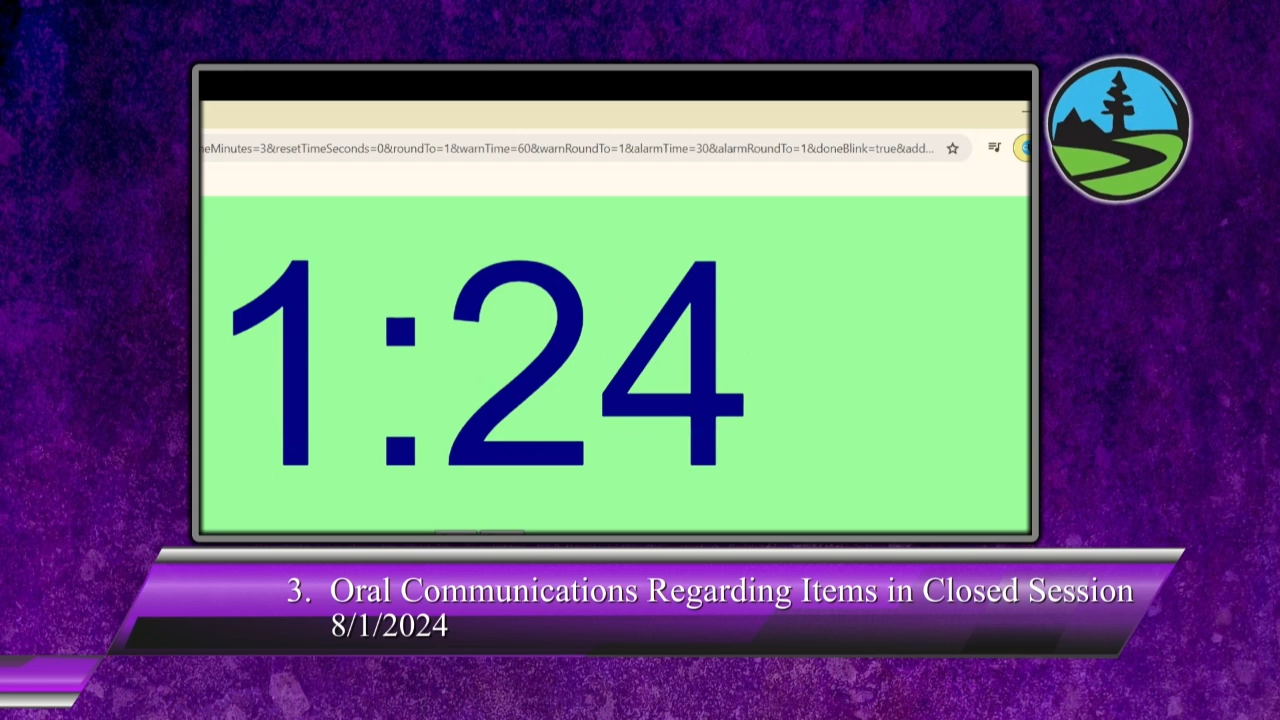 neMinutes=3&resetTimeSeconds=0&roundTo=1&warnTime=60&warnRoundTo=1&alarmTime=30&alarmRoundTo=1&doneBlink=true&add...
1:24
3. Oral Communications Regarding Items in Closed Session
8/1/2024